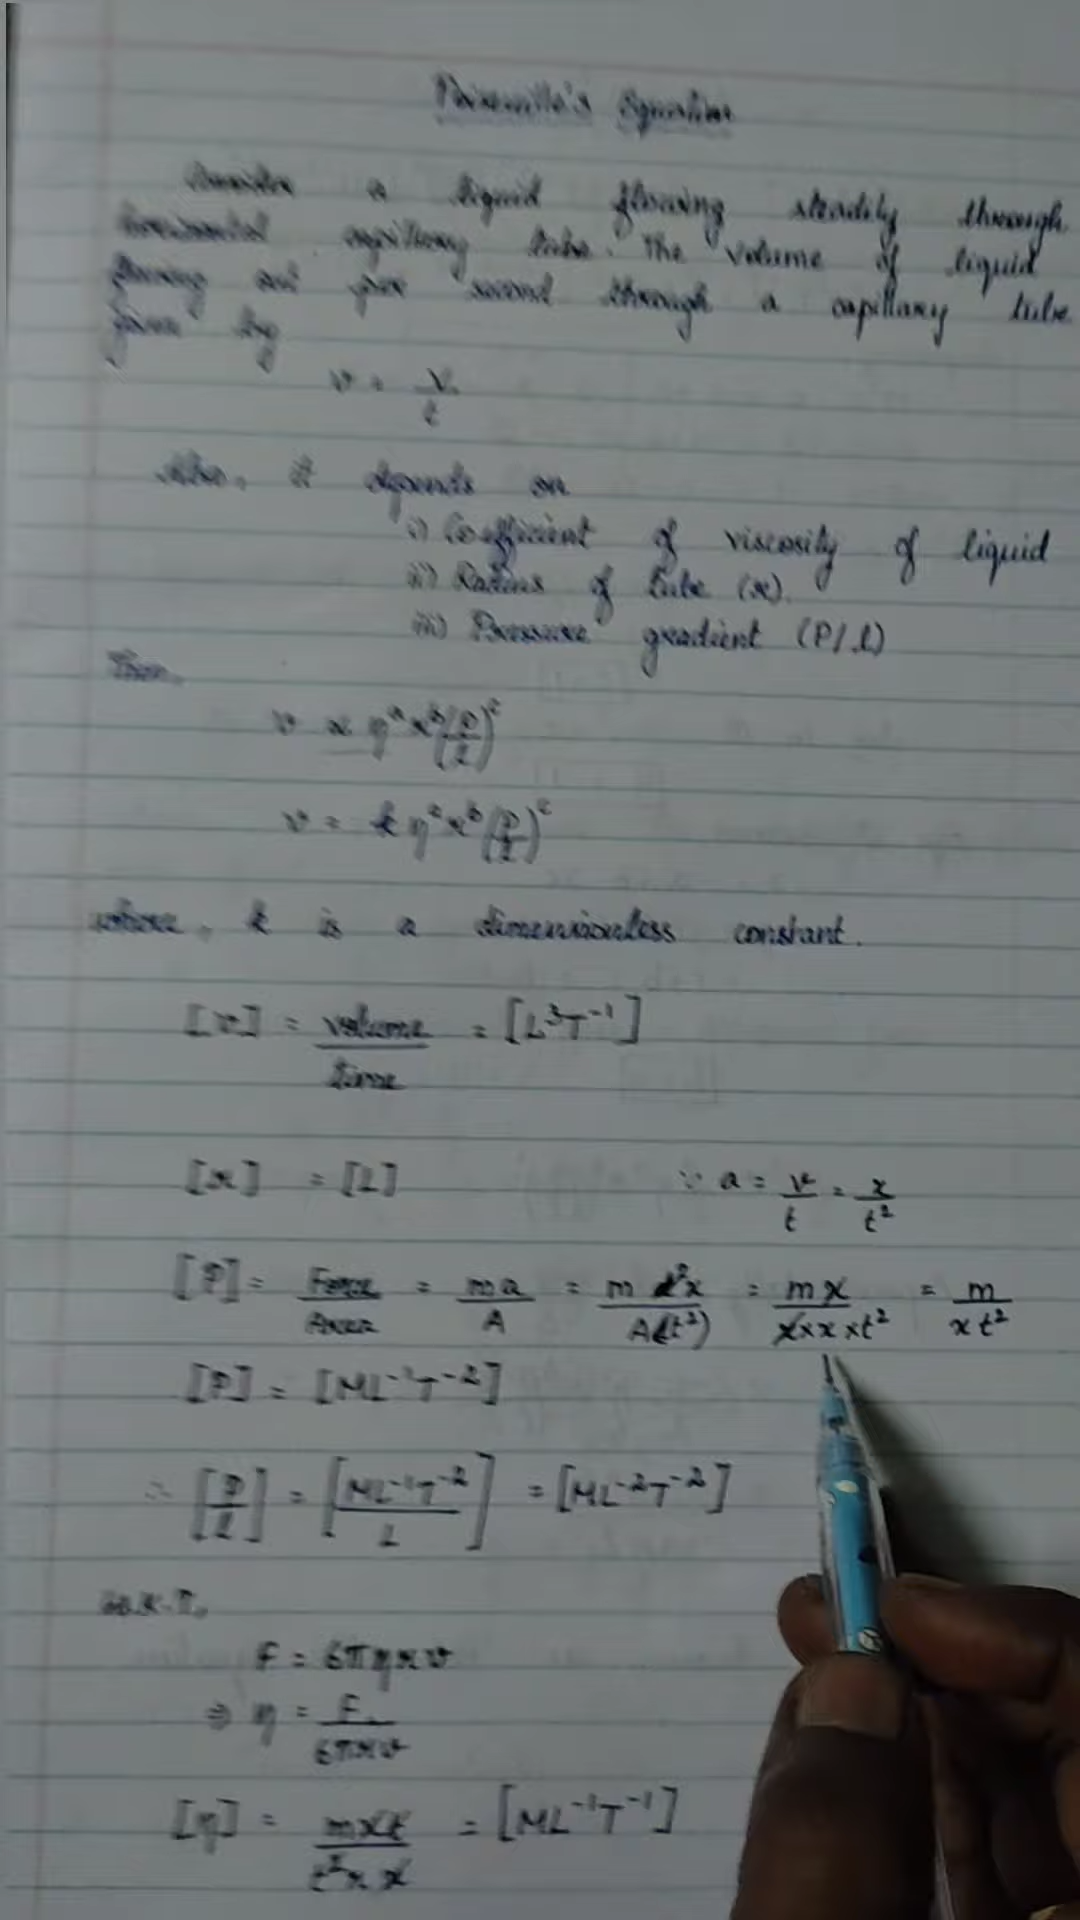 Poiseuille's Equation
Consider a liquid flowing steadily through
horizontal capillary tube. The volume of liquid
flowing out per second through a capillary tube
given by
v = V/t
Also, it depends on
i) Coefficient of viscosity of liquid
ii) Radius of tube (r).
iii) Pressure gradient (P/l)
Then,
v ∝ η^a r^b (P/l)^c
v = k η^a r^b (P/l)^c
where, k is a dimensionless constant.
[v] = volume/time = [L³T⁻¹]
[r] = [L] ∵ a = v/t = x/t²
[P] = Force/Area = ma/A = m d²x/A(t²) = mx/x×x×t² = m/xt²
[P] = [ML⁻¹T⁻²]
∴ [P/l] = [ML⁻¹T⁻²/L] = [ML⁻²T⁻²]
W.K.T,
F = 6πηrv
⇒ η = F/6πrv
[η] = mxt/t²x x = [ML⁻¹T⁻¹]